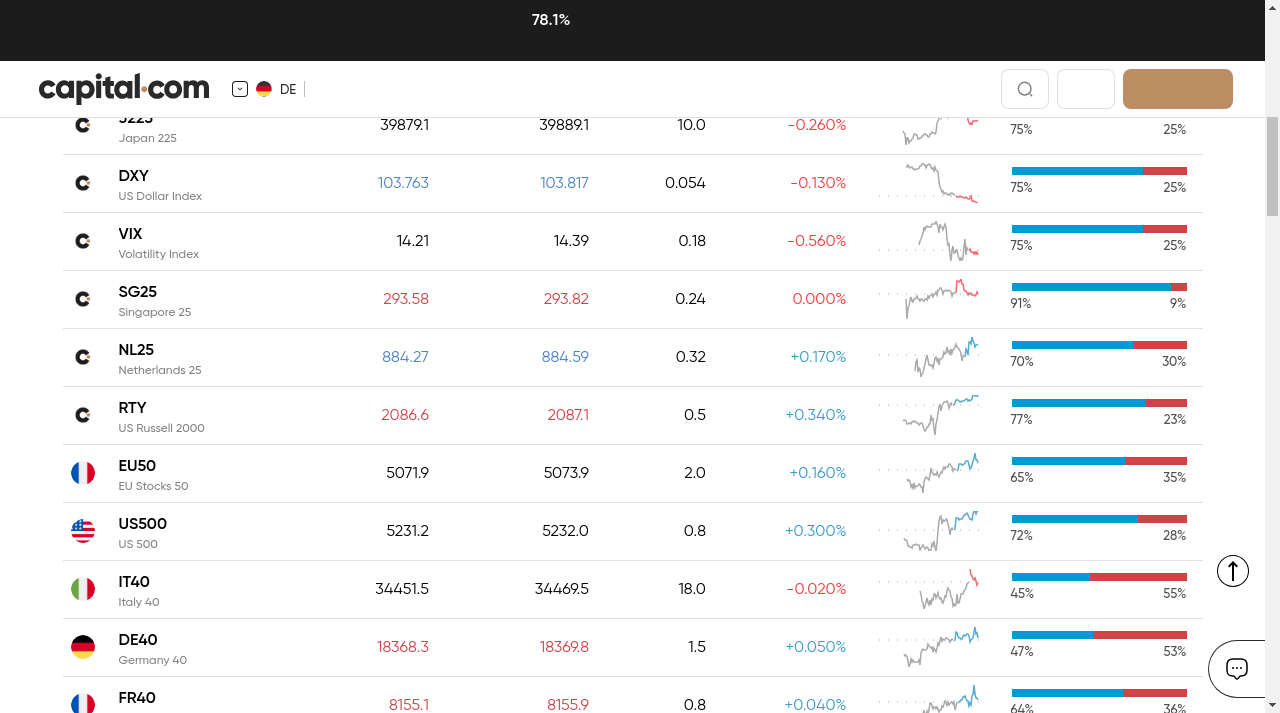 78.1%
capital.com
DE
J225 39879.1 39889.1 10.0 -0.260% 75% 25%
Japan 225
DXY 103.763 103.817 0.054 -0.130% 75% 25%
US Dollar Index
VIX 14.21 14.39 0.18 -0.560% 75% 25%
Volatility Index
SG25 293.58 293.82 0.24 0.000% 91% 9%
Singapore 25
NL25 884.27 884.59 0.32 +0.170% 70% 30%
Netherlands 25
RTY 2086.6 2087.1 0.5 +0.340% 77% 23%
US Russell 2000
EU50 5071.9 5073.9 2.0 +0.160% 65% 35%
EU Stocks 50
US500 5231.2 5232.0 0.8 +0.300% 72% 28%
US 500
IT40 34451.5 34469.5 18.0 -0.020% 45% 55%
Italy 40
DE40 18368.3 18369.8 1.5 +0.050% 47% 53%
Germany 40
FR40 8155.1 8155.9 0.8 +0.040% 64% 36%